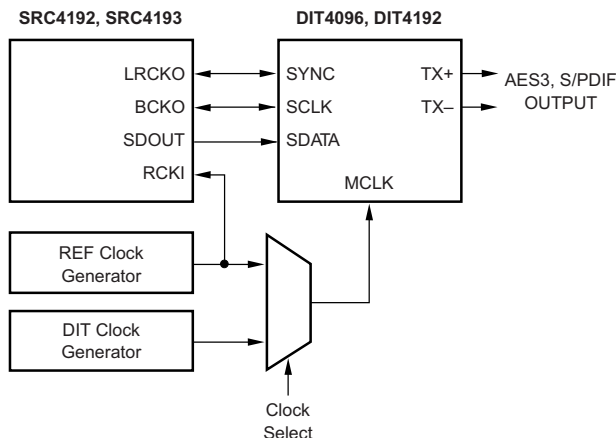 SRC4192, SRC4193
DIT4096, DIT4192
LRCKO
BCKO
SDOUT
RCKI
SYNC
SCLK
SDATA
MCLK
TX+
TX–
AES3, S/PDIF
OUTPUT
REF Clock
Generator
DIT Clock
Generator
Clock
Select